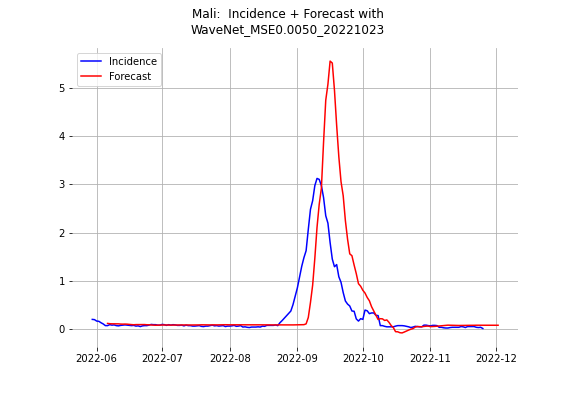 Mali:  Incidence + Forecast with
WaveNet_MSE0.0050_20221023
Incidence
Forecast
5
4
3
2
1
0
2022-06 2022-07 2022-08 2022-09 2022-10 2022-11 2022-12